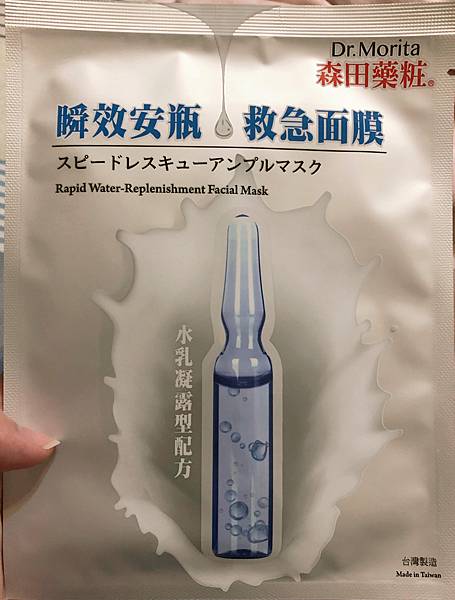 Dr.Morita
森田藥粧®
瞬效安瓶 救急面膜
スピードレスキューアンプルマスク
Rapid Water-Replenishment Facial Mask
水乳凝露型配方
台灣製造
Made in Taiwan